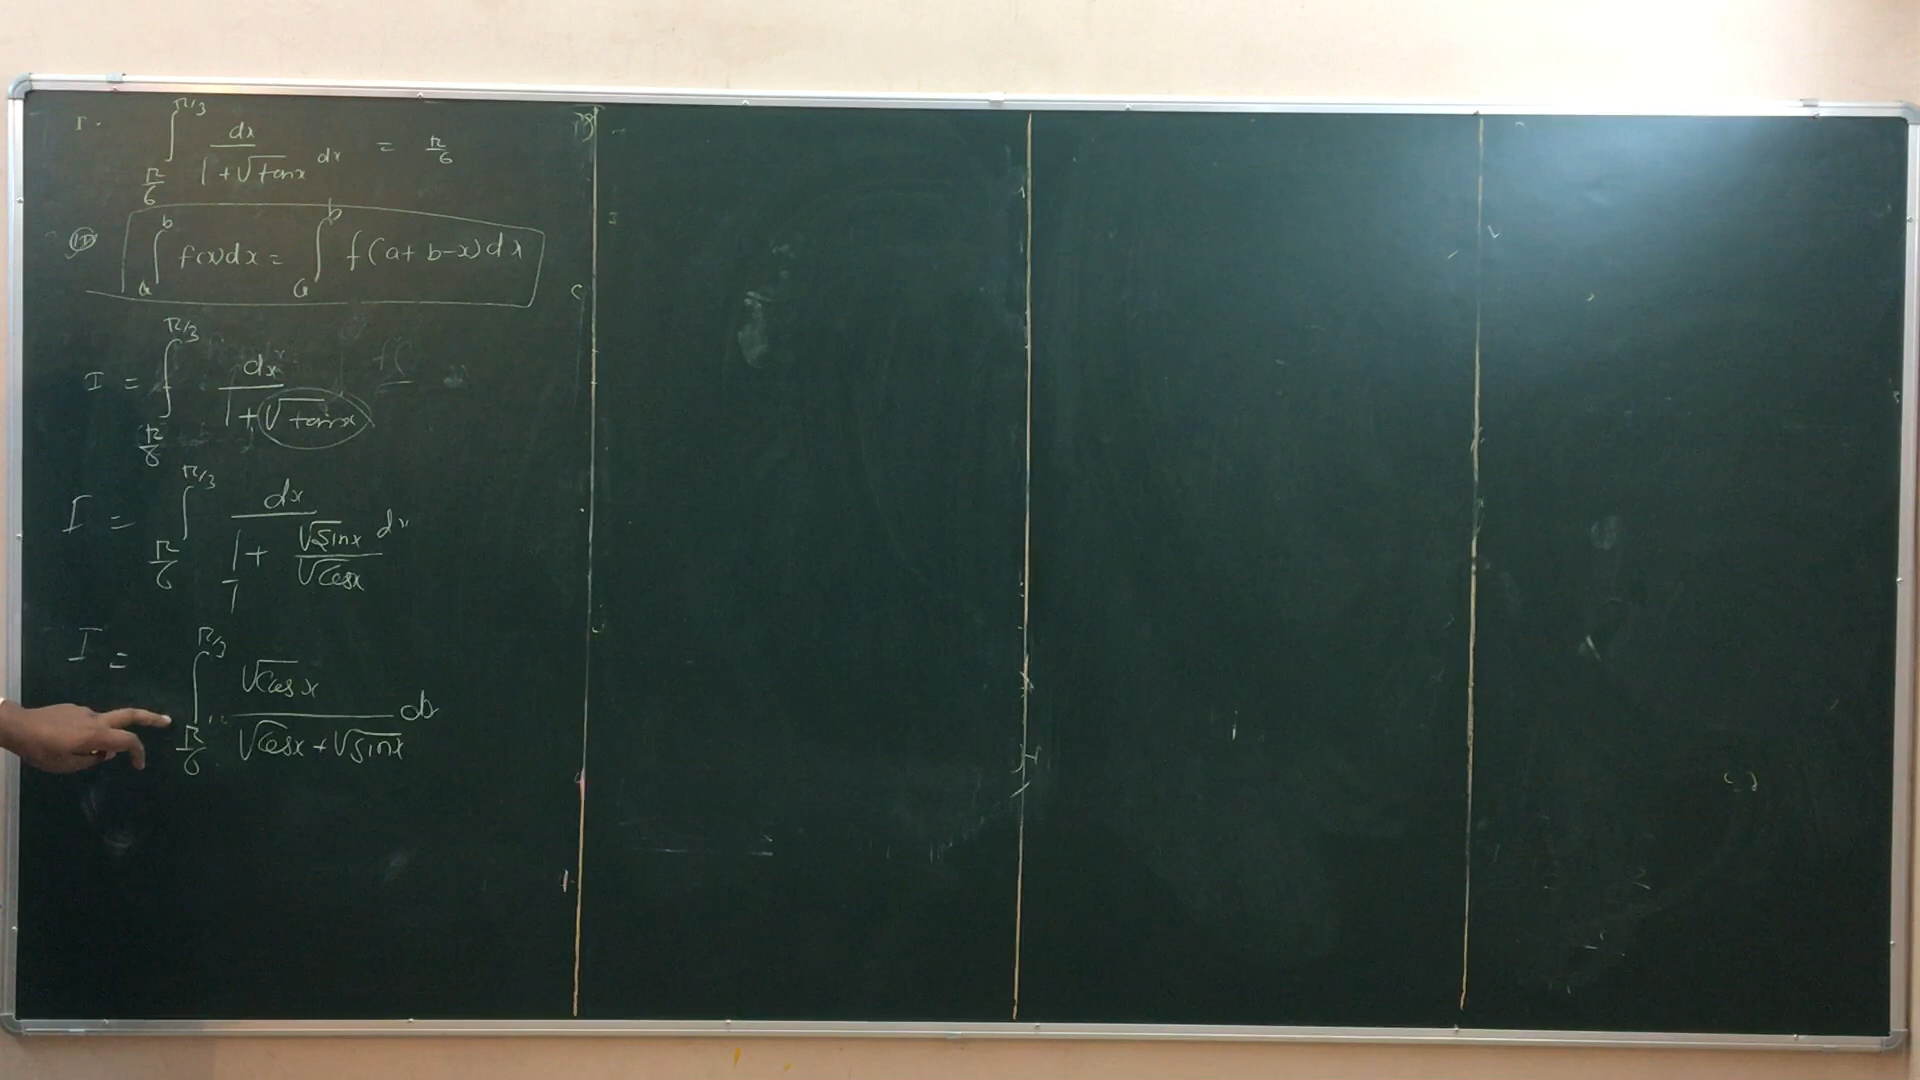 I. ∫_{π/6}^{π/3} dx/(1+√tanx) dx = π/6
∫_a^b f(x)dx = ∫_a^b f(a+b-x)dx
I = ∫_{π/6}^{π/3} dx/(1+√tanx)
I = ∫_{π/6}^{π/3} dx/(1/1 + √Sinx/√Cosx) dx
I = ∫_{π/6}^{π/3} √Cosx/(√Cosx+√Sinx) dx